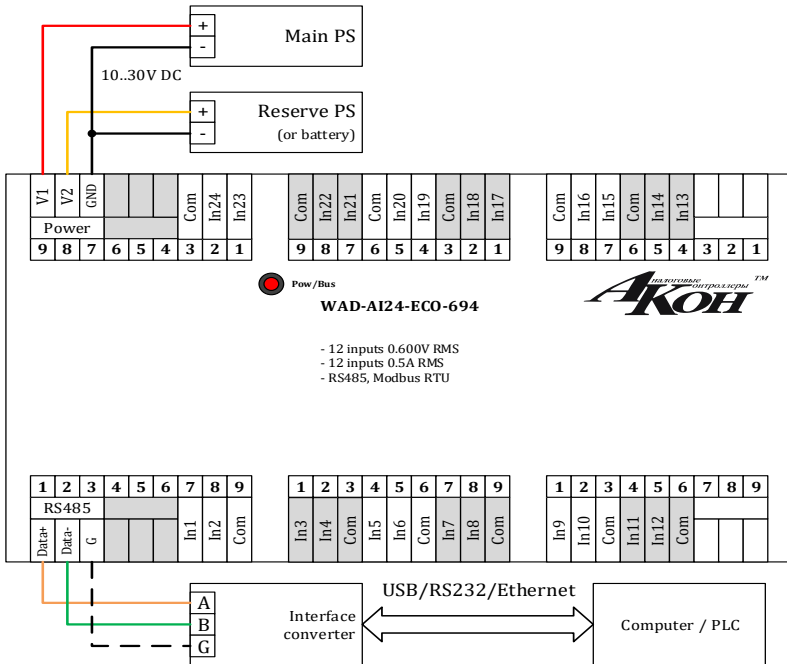 +
Main PS
-
10..30V DC
+
Reserve PS
-
(or battery)
V1 V2 GND Com In24 In23 Com In22 In21 Com In20 In19 Com In18 In17 Com In16 In15 Com In14 In13
Power
9 8 7 6 5 4 3 2 1 9 8 7 6 5 4 3 2 1 9 8 7 6 5 4 3 2 1
Pow/Bus
налоговые
онтроллеры
АКОН TM
WAD-AI24-ECO-694
- 12 inputs 0.600V RMS
- 12 inputs 0.5A RMS
- RS485, Modbus RTU
1 2 3 4 5 6 7 8 9 1 2 3 4 5 6 7 8 9 1 2 3 4 5 6 7 8 9
RS485
Data+ Data- G In1 In2 Com In3 In4 Com In5 In6 Com In7 In8 Com In9 In10 Com In11 In12 Com
USB/RS232/Ethernet
A
B
G
Interface
converter
Computer / PLC